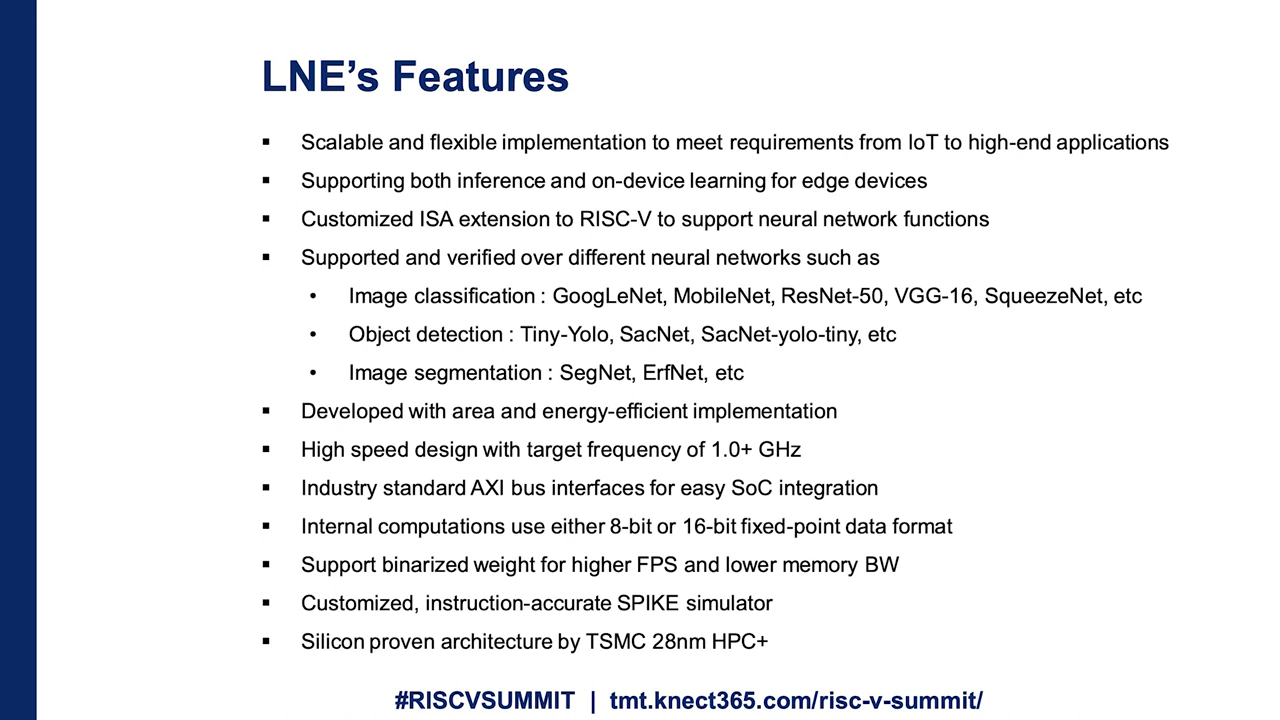 LNE’s Features
▪ Scalable and flexible implementation to meet requirements from IoT to high-end applications
▪ Supporting both inference and on-device learning for edge devices
▪ Customized ISA extension to RISC-V to support neural network functions
▪ Supported and verified over different neural networks such as
• Image classification : GoogLeNet, MobileNet, ResNet-50, VGG-16, SqueezeNet, etc
• Object detection : Tiny-Yolo, SacNet, SacNet-yolo-tiny, etc
• Image segmentation : SegNet, ErfNet, etc
▪ Developed with area and energy-efficient implementation
▪ High speed design with target frequency of 1.0+ GHz
▪ Industry standard AXI bus interfaces for easy SoC integration
▪ Internal computations use either 8-bit or 16-bit fixed-point data format
▪ Support binarized weight for higher FPS and lower memory BW
▪ Customized, instruction-accurate SPIKE simulator
▪ Silicon proven architecture by TSMC 28nm HPC+
#RISCVSUMMIT | tmt.knect365.com/risc-v-summit/